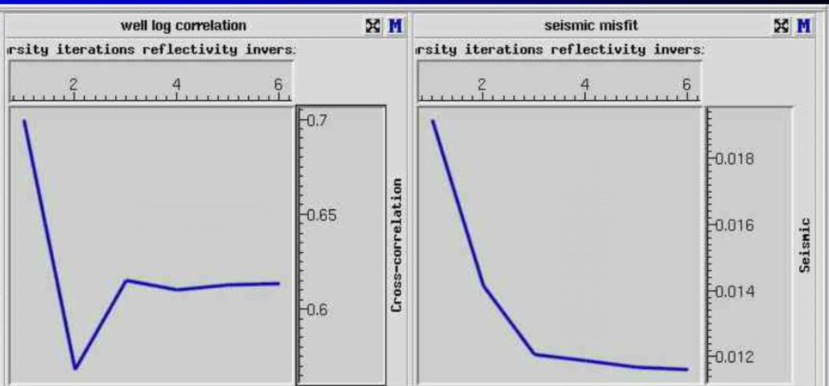 well log correlation M
rsity iterations reflectivity invers:
2 4 6
0.7
0.65
0.6
Cross-correlation
seismic misfit M
rsity iterations reflectivity invers:
2 4 6
0.018
0.016
0.014
0.012
Seismic